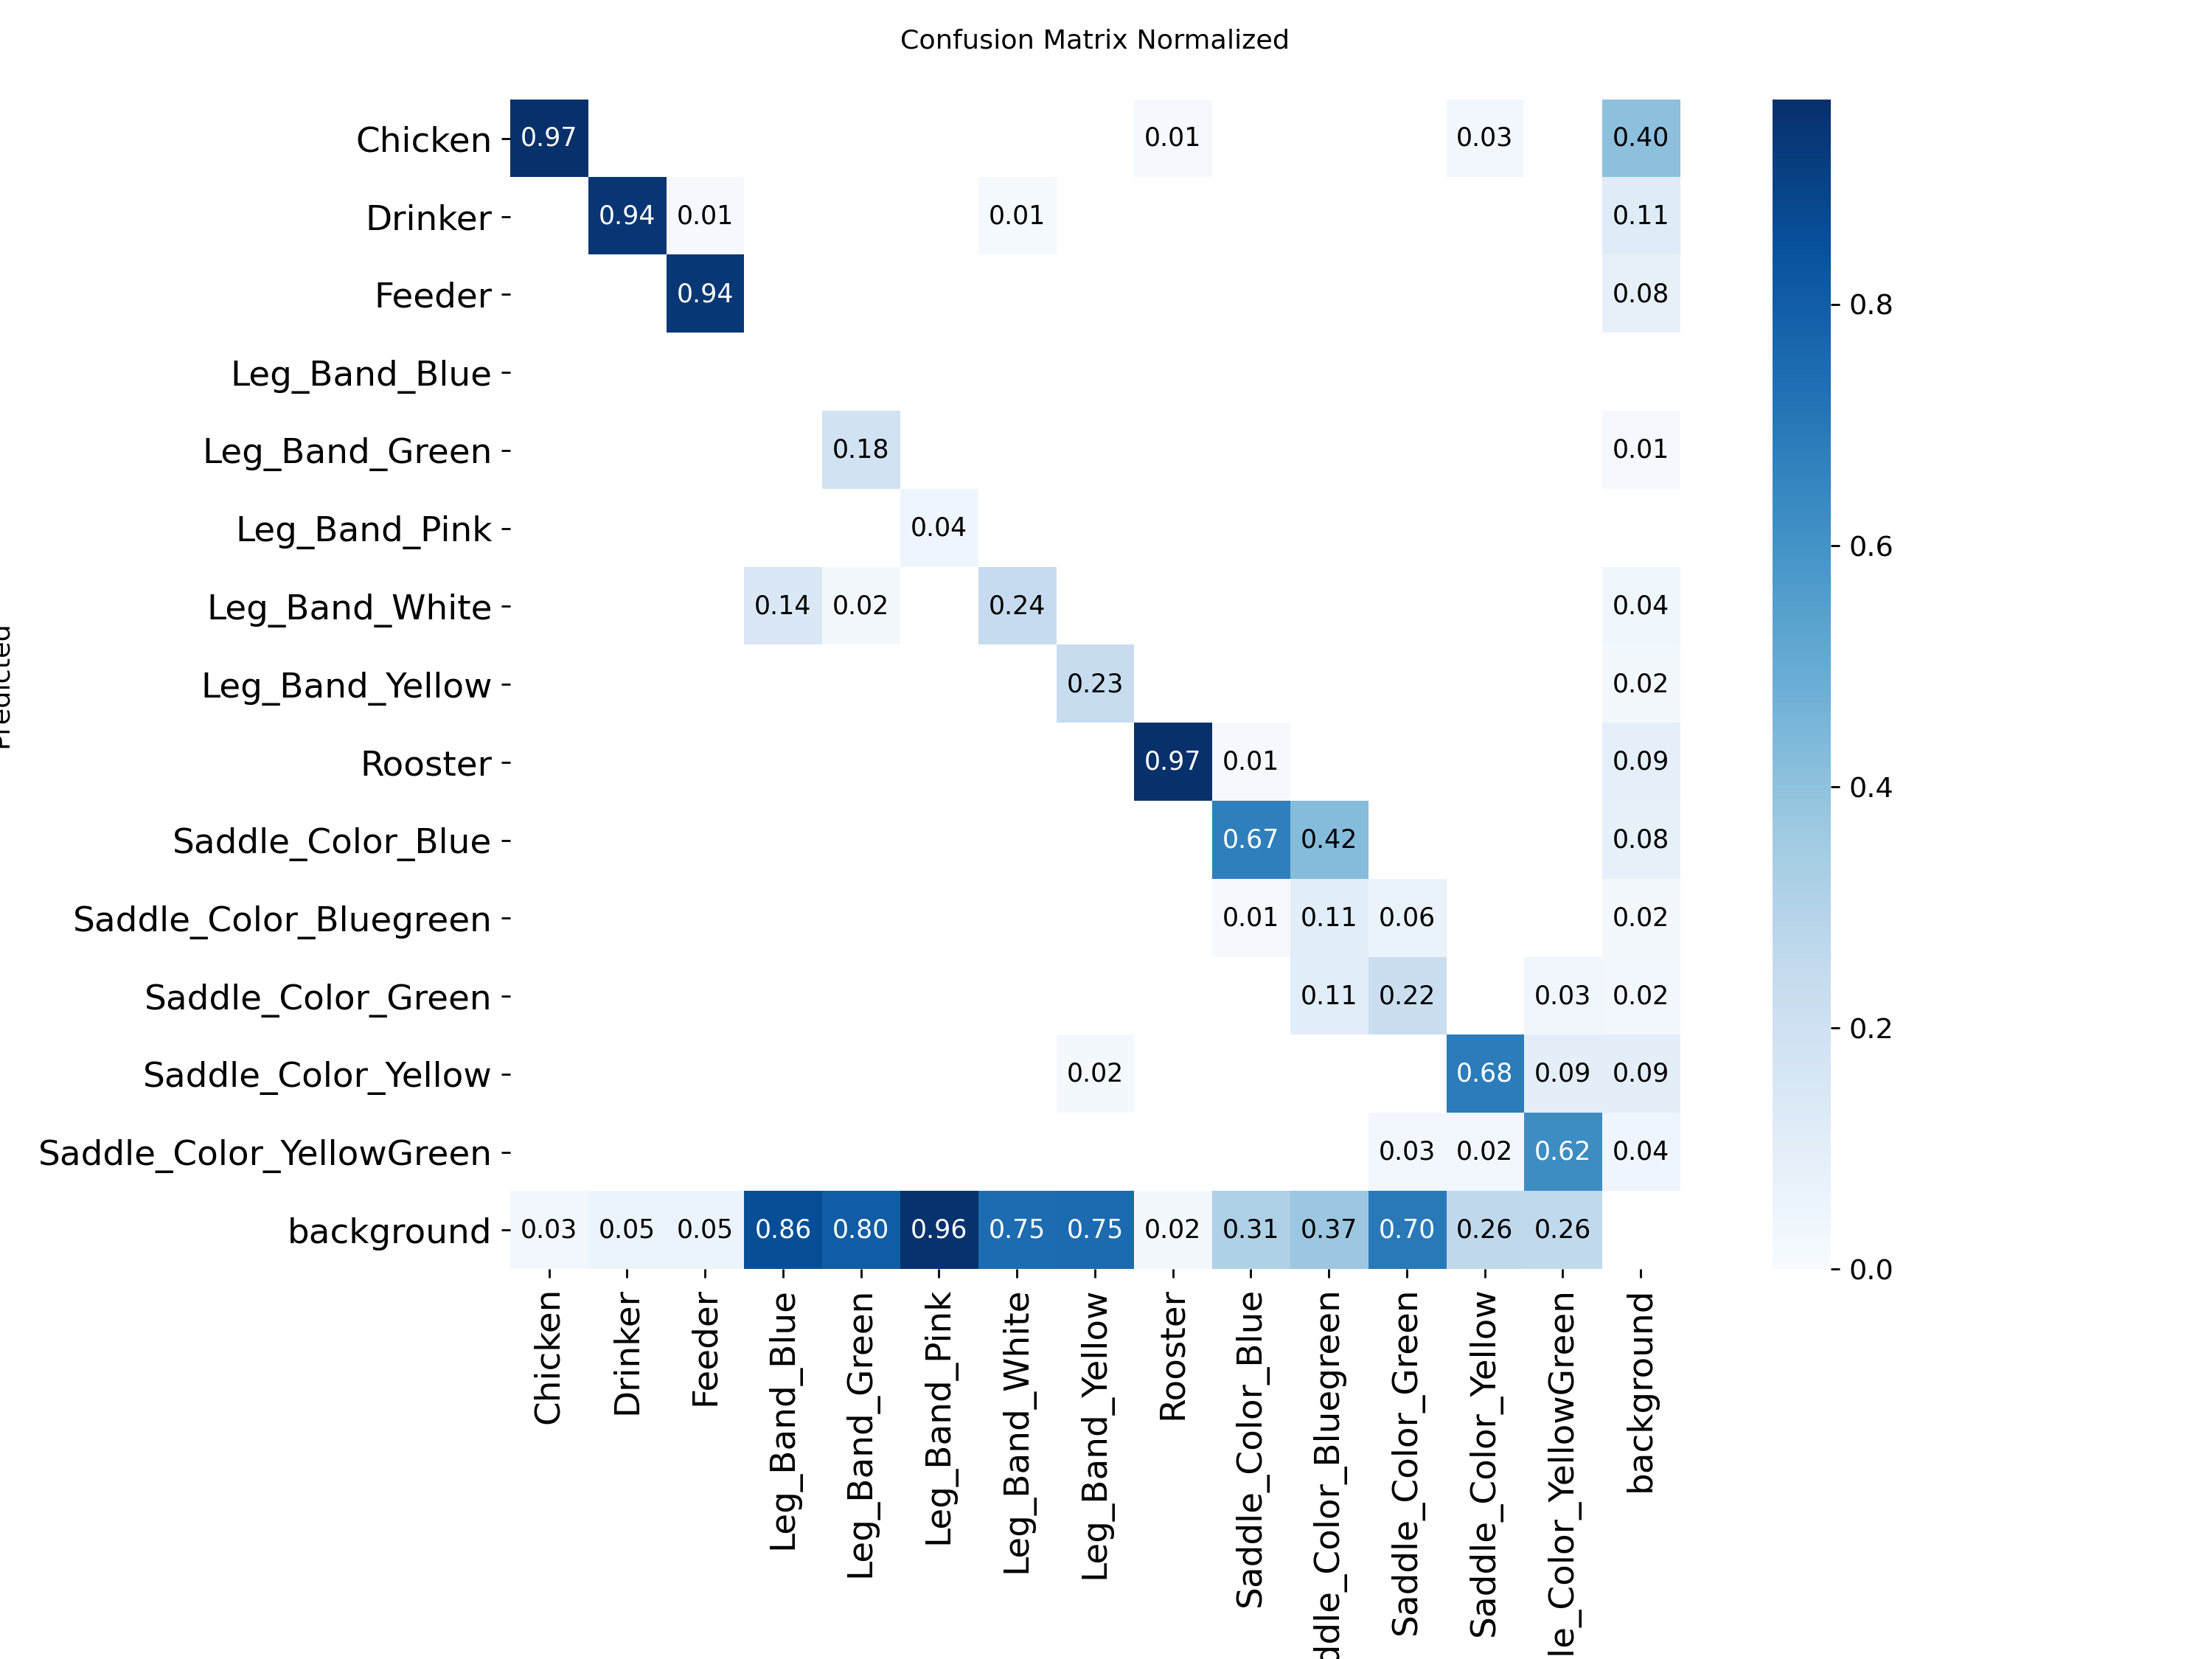 Confusion Matrix Normalized
Chicken 0.97 0.01 0.03 0.40
Drinker 0.94 0.01 0.01 0.11
Feeder 0.94 0.08 0.8
Leg_Band_Blue
Leg_Band_Green 0.18 0.01
Leg_Band_Pink 0.04 0.6
Leg_Band_White 0.14 0.02 0.24 0.04
Predicted
Leg_Band_Yellow 0.23 0.02
Rooster 0.97 0.01 0.09
0.4
Saddle_Color_Blue 0.67 0.42 0.08
Saddle_Color_Bluegreen 0.01 0.11 0.06 0.02
Saddle_Color_Green 0.11 0.22 0.03 0.02
0.2
Saddle_Color_Yellow 0.02 0.68 0.09 0.09
Saddle_Color_YellowGreen 0.03 0.02 0.62 0.04
background 0.03 0.05 0.05 0.86 0.80 0.96 0.75 0.75 0.02 0.31 0.37 0.70 0.26 0.26
0.0
Chicken
Drinker
Feeder
Leg_Band_Blue
Leg_Band_Green
Leg_Band_Pink
Leg_Band_White
Leg_Band_Yellow
Rooster
Saddle_Color_Blue
ddle_Color_Bluegreen
Saddle_Color_Green
Saddle_Color_Yellow
le_Color_YellowGreen
background